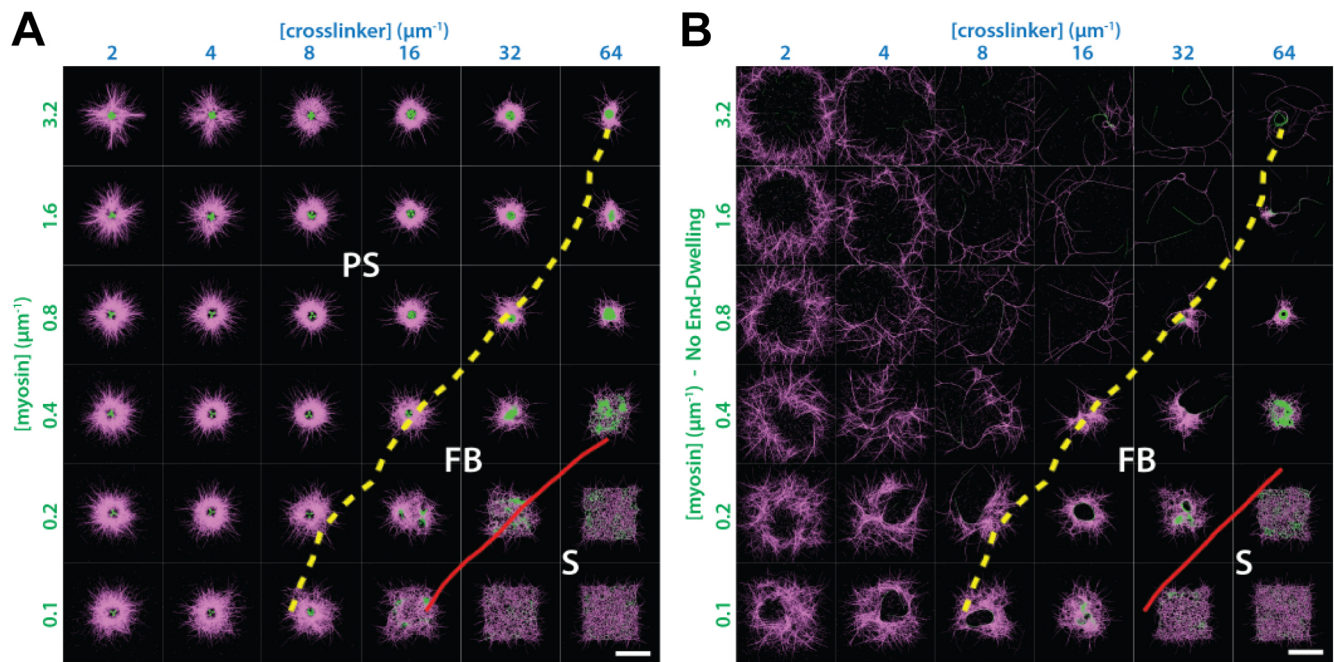 A
[crosslinker] (µm⁻¹)
2 4 8 16 32 64
[myosin] (µm⁻¹)
3.2
1.6
0.8
0.4
0.2
0.1
PS
FB
S
B
[crosslinker] (µm⁻¹)
2 4 8 16 32 64
[myosin] (µm⁻¹) - No End-Dwelling
3.2
1.6
0.8
0.4
0.2
0.1
FB
S